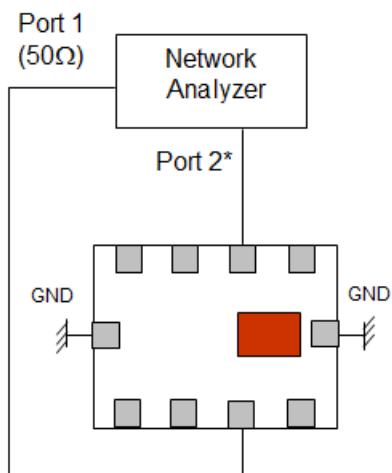 Port 1
(50Ω)
Network
Analyzer
Port 2*
GND
GND